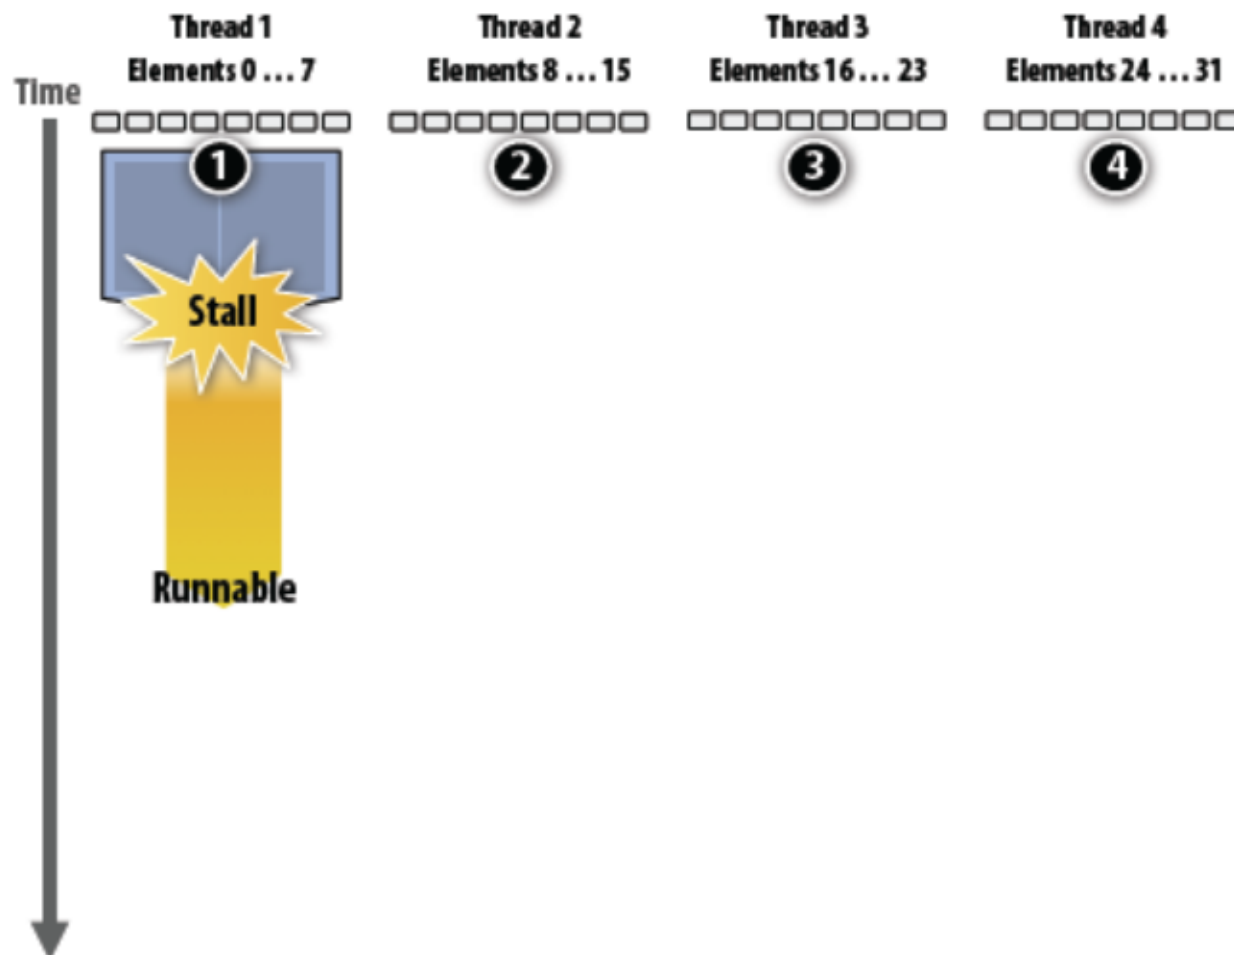 Thread 1
Elements 0 … 7
Thread 2
Elements 8 … 15
Thread 3
Elements 16 … 23
Thread 4
Elements 24 … 31
Time
1
2
3
4
Stall
Runnable